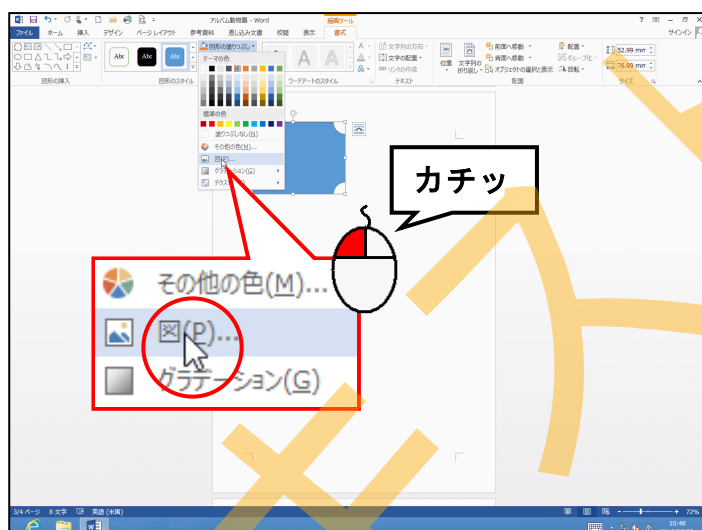 アルバム動物園 - Word
描画ツール
ファイル ホーム 挿入 デザイン ページ レイアウト 参考資料 差し込み文書 校閲 表示 書式 サインイン
Abc Abc Abc
図形の塗りつぶし
文字列の方向
文字の配置
リンクの作成
位置
文字列の
折り返し
前面へ移動
背面へ移動
オブジェクトの選択と表示
配置
グループ化
回転
52.99 mm
76.99 mm
図形の挿入 図形のスタイル ワードアートのスタイル テキスト 配置 サイズ
テーマの色
標準の色
塗りつぶしなし(N)
その他の色(M)...
図(P)...
グラデーション(G)
カチッ
その他の色(M)...
図(P)...
グラデーション(G)
3/4 ページ 8 文字 英語 (米国) 72%
10:48